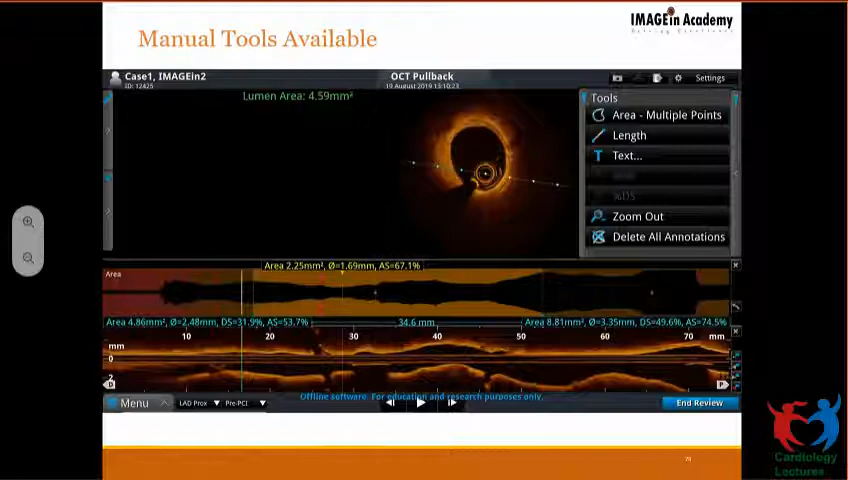 IMAGEin Academy
Manual Tools Available
Case1, IMAGEin2
ID: 12425
OCT Pullback
19 August 2019 13:10:23
Settings
Lumen Area: 4.59mm²
Tools
Area - Multiple Points
Length
T Text...
%DS
Zoom Out
Delete All Annotations
Area 2.25mm², Ø=1.69mm, AS=67.1%
Area
Area 4.86mm², Ø=2.48mm, DS=31.9%, AS=53.7%
34.6 mm
Area 8.81mm², Ø=3.35mm, DS=49.6%, AS=74.5%
10 20 30 40 50 60 70 mm
mm
0
2
D
P
Offline software. For education and research purposes only.
Menu
LAD Prox
Pre-PCI
End Review
Cardiology
Lectures